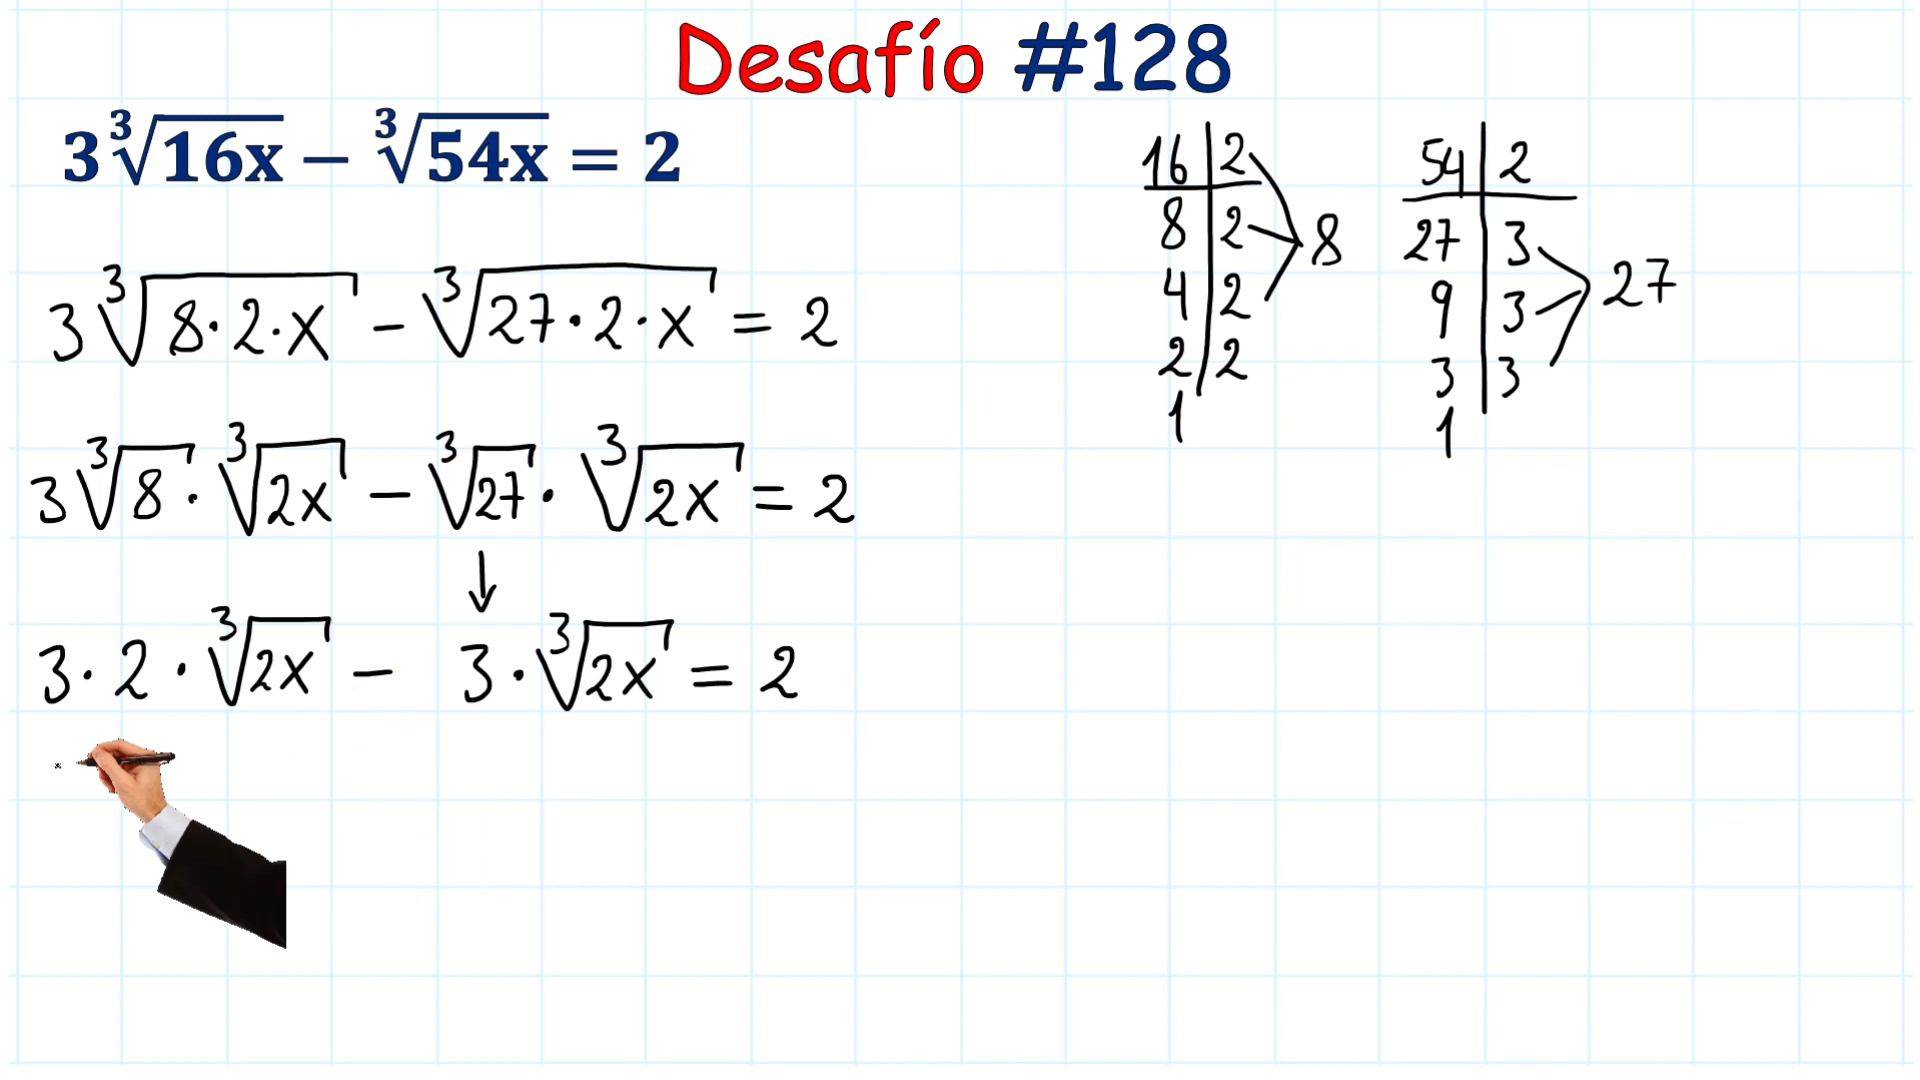 Desafío #128
3∛16x − ∛54x = 2
3∛8·2·x − ∛27·2·x = 2
3∛8 · ∛2x − ∛27 · ∛2x = 2
↓
3·2·∛2x − 3·∛2x = 2
16|2
8|2
4|2
2|2
1
8
54|2
27|3
9|3
3|3
1
27